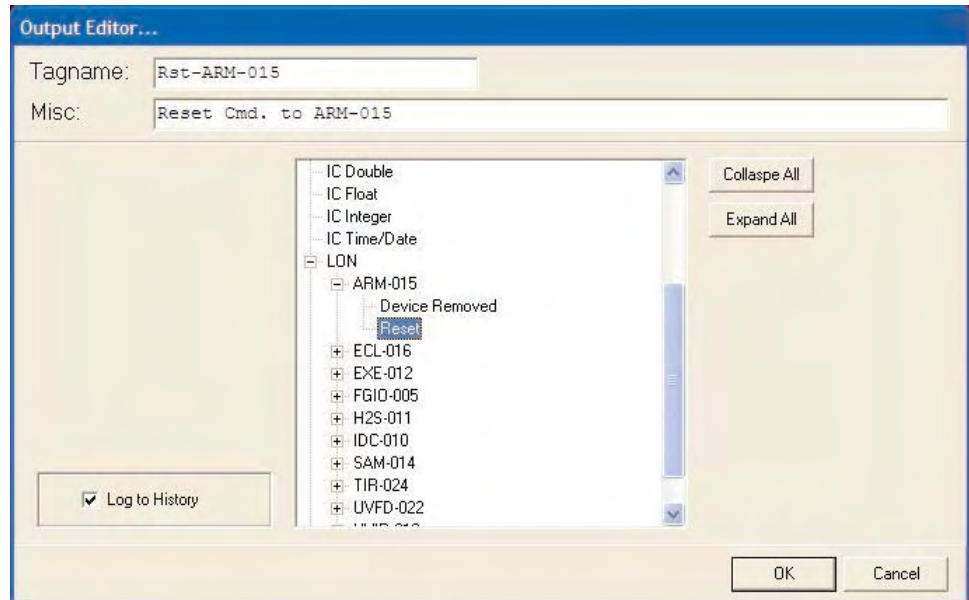 Output Editor...
Tagname: Rst-ARM-015
Misc: Reset Cmd. to ARM-015
IC Double
IC Float
IC Integer
IC Time/Date
LON
ARM-015
Device Removed
Reset
ECL-016
EXE-012
FGIO-005
H2S-011
IDC-010
SAM-014
TIR-024
UVFD-022
Collaspe All
Expand All
Log to History
OK Cancel